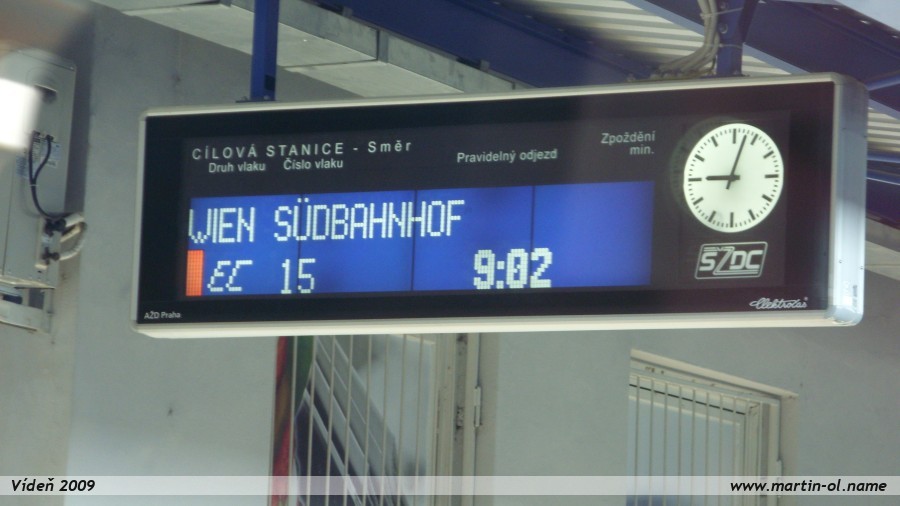 CÍLOVÁ STANICE - Směr
Druh vlaku Číslo vlaku
Pravidelný odjezd
Zpoždění
min.
WIEN SÜDBAHNHOF
EC 15 9:02
SŽDC
AŽD Praha
Elektročas
Vídeň 2009
www.martin-ol.name